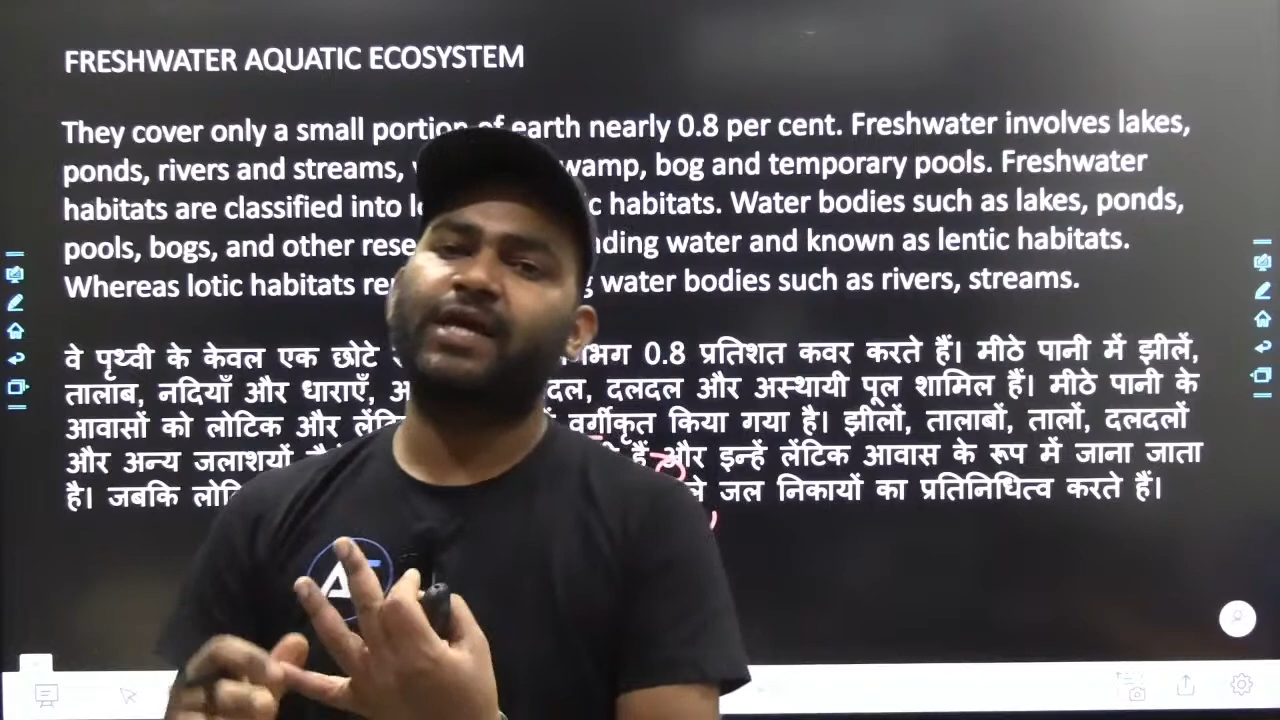 FRESHWATER AQUATIC ECOSYSTEM
They cover only a small portion of earth nearly 0.8 per cent. Freshwater involves lakes,
ponds, rivers and streams, wamp, bog and temporary pools. Freshwater
habitats are classified into c habitats. Water bodies such as lakes, ponds,
pools, bogs, and other rese nding water and known as lentic habitats.
Whereas lotic habitats rep g water bodies such as rivers, streams.
वे पृथ्वी के केवल एक छोटे भग 0.8 प्रतिशत कवर करते हैं। मीठे पानी में झीलें,
तालाब, नदियाँ और धाराएँ, दल, दलदल और अस्थायी पूल शामिल हैं। मीठे पानी के
आवासों को लोटिक और लेंटि में वर्गीकृत किया गया है। झीलों, तालाबों, तालों, दलदलों
और अन्य जलाशयों हैं और इन्हें लेंटिक आवास के रूप में जाना जाता
है। जबकि लोटि ले जल निकायों का प्रतिनिधित्व करते हैं।